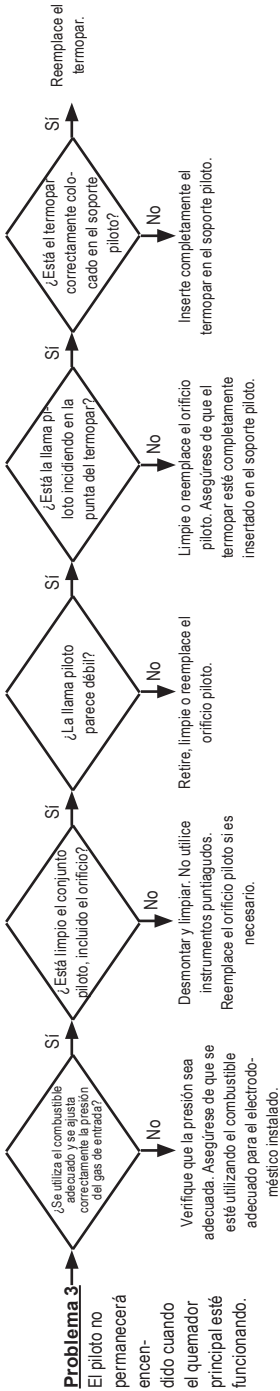 Problema 3
El piloto no
permanecerá
encen-
dido cuando
el quemador
principal esté
funcionando.
¿Se utiliza el combustible
adecuado y se ajusta
correctamente la presión
del gas de entrada?
Sí
No
Verifique que la presión sea
adecuada. Asegúrese de que se
esté utilizando el combustible
adecuado para el electrodo-
méstico instalado.
¿Está limpio el conjunto
piloto, incluido el orificio?
Sí
No
Desmontar y limpiar. No utilice
instrumentos puntiagudos.
Reemplace el orificio piloto si es
necesario.
¿La llama piloto
parece débil?
Sí
No
Retire, limpie o reemplace el
orificio piloto.
¿Está la llama pi-
loto incidiendo en la
punta del termopar?
Sí
No
Limpie o reemplace el orificio
piloto. Asegúrese de que el
termopar esté completamente
insertado en el soporte piloto.
¿Está el termopar
correctamente colo-
cado en el soporte
piloto?
Sí
No
Inserte completamente el
termopar en el soporte piloto.
Reemplace el
termopar.